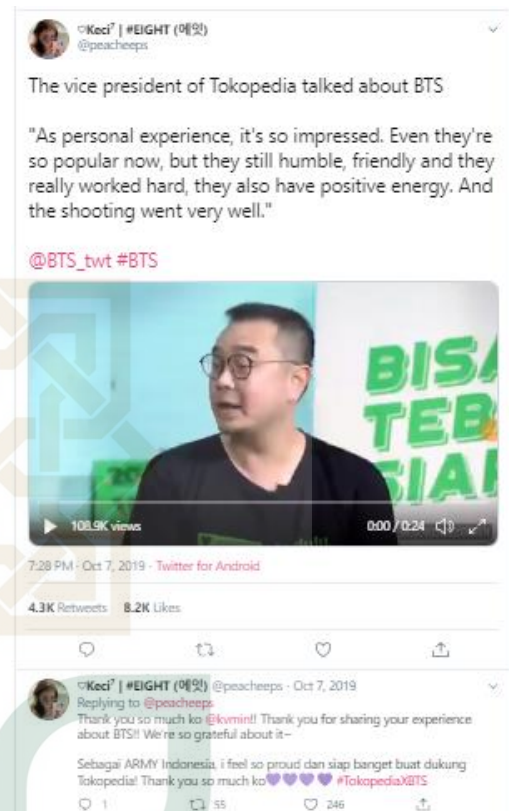 ♡Keci⁷ | #EIGHT (에잇)
@peacheeps
The vice president of Tokopedia talked about BTS
"As personal experience, it's so impressed. Even they're
so popular now, but they still humble, friendly and they
really worked hard, they also have positive energy. And
the shooting went very well."
@BTS_twt #BTS
BISA
TEB
SIAP
20
108.9K views
0:00 / 0:24
7:28 PM · Oct 7, 2019 · Twitter for Android
4.3K Retweets 8.2K Likes
♡Keci⁷ | #EIGHT (에잇) @peacheeps · Oct 7, 2019
Replying to @peacheeps
Thank you so much ko @kvmin!! Thank you for sharing your experience
about BTS!! We're so grateful about it~
Sebagai ARMY Indonesia, i feel so proud dan siap banget buat dukung
Tokopedia! Thank you so much ko💜💜💜💜 #TokopediaXBTS
1 55 246